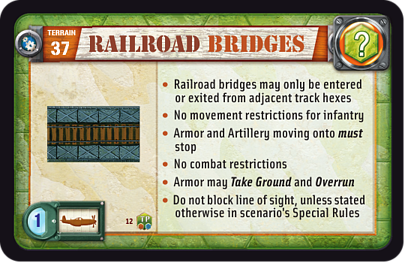 TERRAIN
37
RAILROAD BRIDGES
?
• Railroad bridges may only be entered
or exited from adjacent track hexes
• No movement restrictions for infantry
• Armor and Artillery moving onto must
stop
• No combat restrictions
• Armor may Take Ground and Overrun
• Do not block line of sight, unless stated
otherwise in scenario's Special Rules
1
12